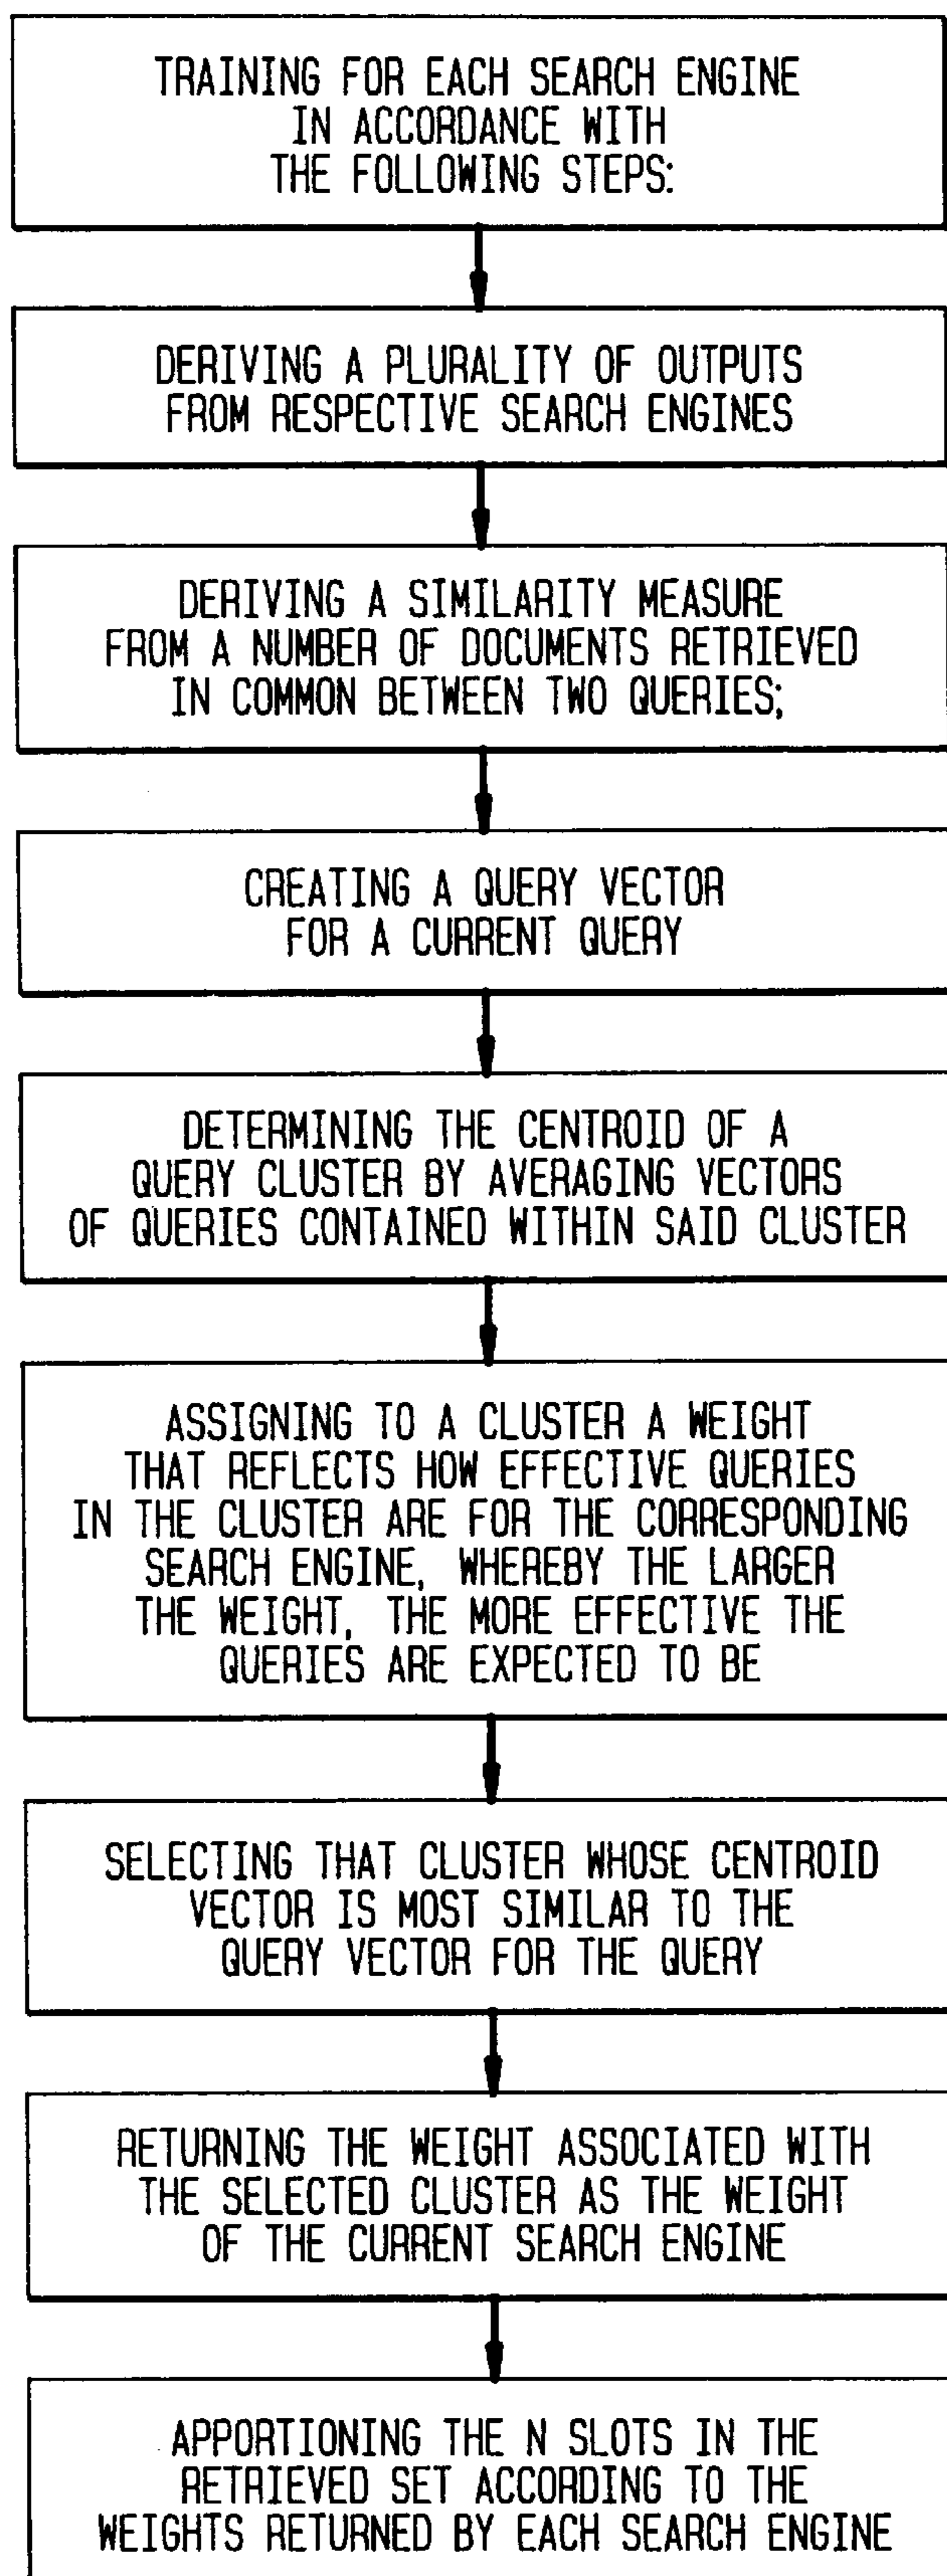 TRAINING FOR EACH SEARCH ENGINE
IN ACCORDANCE WITH
THE FOLLOWING STEPS:
DERIVING A PLURALITY OF OUTPUTS
FROM RESPECTIVE SEARCH ENGINES
DERIVING A SIMILARITY MEASURE
FROM A NUMBER OF DOCUMENTS RETRIEVED
IN COMMON BETWEEN TWO QUERIES;
CREATING A QUERY VECTOR
FOR A CURRENT QUERY
DETERMINING THE CENTROID OF A
QUERY CLUSTER BY AVERAGING VECTORS
OF QUERIES CONTAINED WITHIN SAID CLUSTER
ASSIGNING TO A CLUSTER A WEIGHT
THAT REFLECTS HOW EFFECTIVE QUERIES
IN THE CLUSTER ARE FOR THE CORRESPONDING
SEARCH ENGINE, WHEREBY THE LARGER
THE WEIGHT, THE MORE EFFECTIVE THE
QUERIES ARE EXPECTED TO BE
SELECTING THAT CLUSTER WHOSE CENTROID
VECTOR IS MOST SIMILAR TO THE
QUERY VECTOR FOR THE QUERY
RETURNING THE WEIGHT ASSOCIATED WITH
THE SELECTED CLUSTER AS THE WEIGHT
OF THE CURRENT SEARCH ENGINE
APPORTIONING THE N SLOTS IN THE
RETRIEVED SET ACCORDING TO THE
WEIGHTS RETURNED BY EACH SEARCH ENGINE